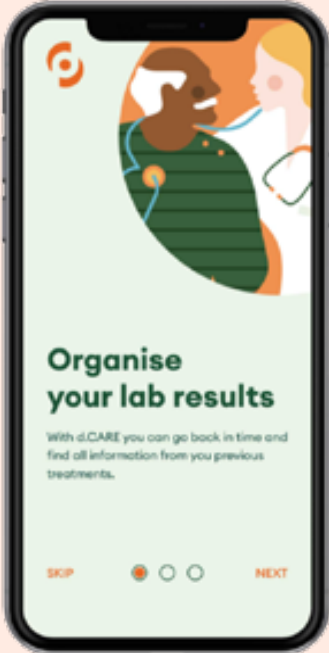 Organise
your lab results
With d.CARE you can go back in time and
find all information from you previous
treatments.
SKIP
NEXT